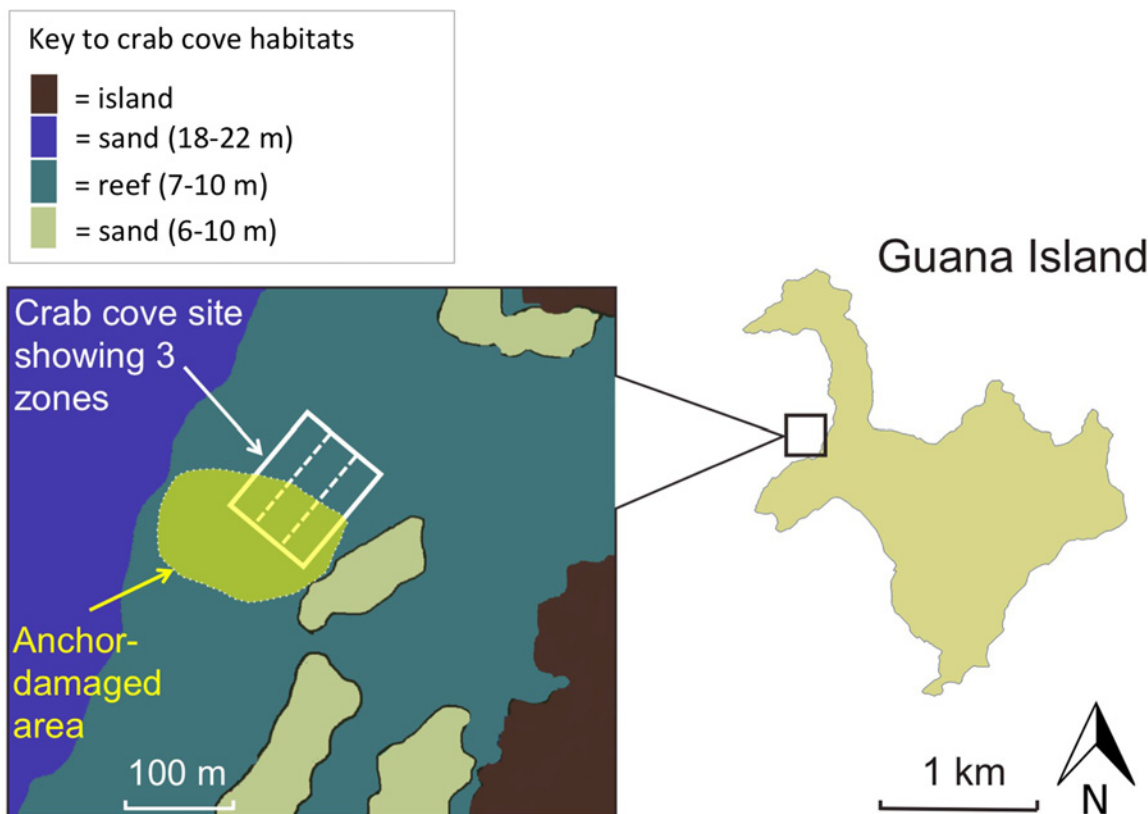 Key to crab cove habitats
= island
= sand (18-22 m)
= reef (7-10 m)
= sand (6-10 m)
Guana Island
Crab cove site
showing 3
zones
Anchor-
damaged
area
100 m
1 km
N